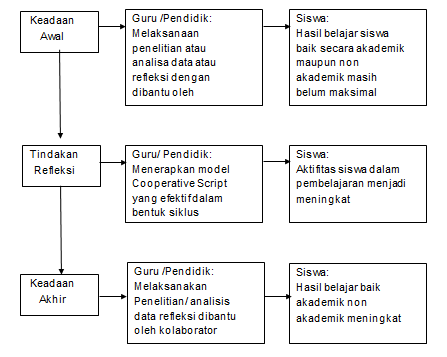 Keadaan
Awal
Guru /Pendidik:
Melaksanaan
penelitian atau
analisa data atau
refleksi dengan
dibantu oleh
Siswa:
Hasil belajar siswa
baik secara akademik
maupun non
akademik masih
belum maksimal
Tindakan
Refleksi
Guru/ Pendidik:
Menerapkan model
Cooperative Script
yang efektif dalam
bentuk siklus
Siswa:
Aktifitas siswa dalam
pembelajaran menjadi
meningkat
Keadaan
Akhir
Guru /Pendidik:
Melaksanakan
Penelitian/ analisis
data refleksi dibantu
oleh kolaborator
Siswa:
Hasil belajar baik
akademik non
akademik meningkat